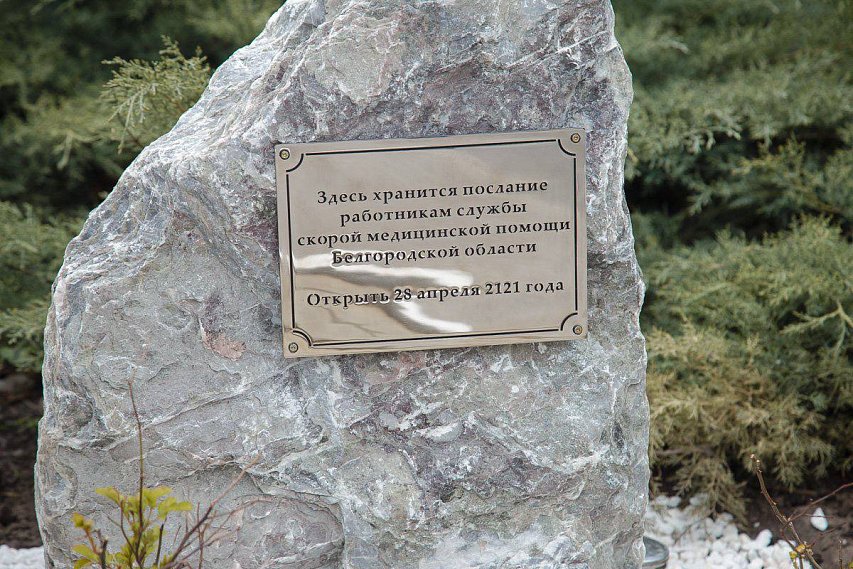 Здесь хранится послание
работникам службы
скорой медицинской помощи
Белгородской области
Открыть 28 апреля 2121 года